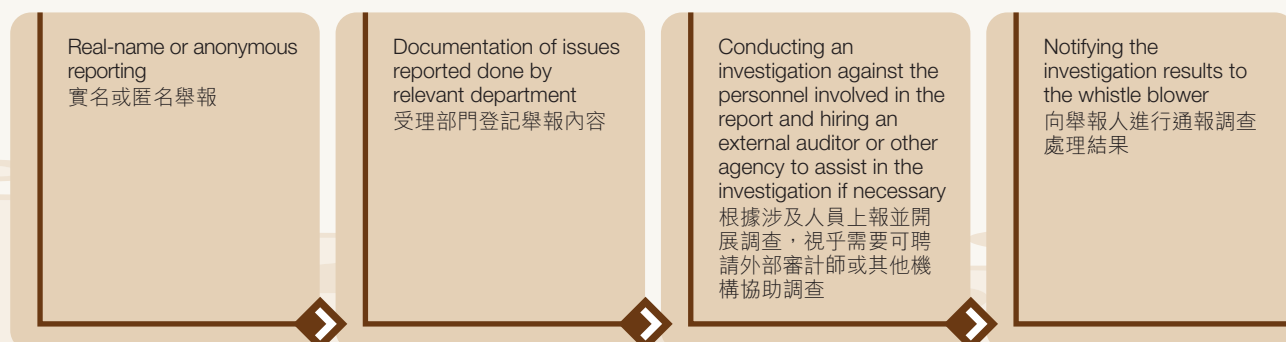 Real-name or anonymous
reporting
實名或匿名舉報
Documentation of issues
reported done by
relevant department
受理部門登記舉報內容
Conducting an
investigation against the
personnel involved in the
report and hiring an
external auditor or other
agency to assist in the
investigation if necessary
根據涉及人員上報並開
展調查，視乎需要可聘
請外部審計師或其他機
構協助調查
Notifying the
investigation results to
the whistle blower
向舉報人進行通報調查
處理結果